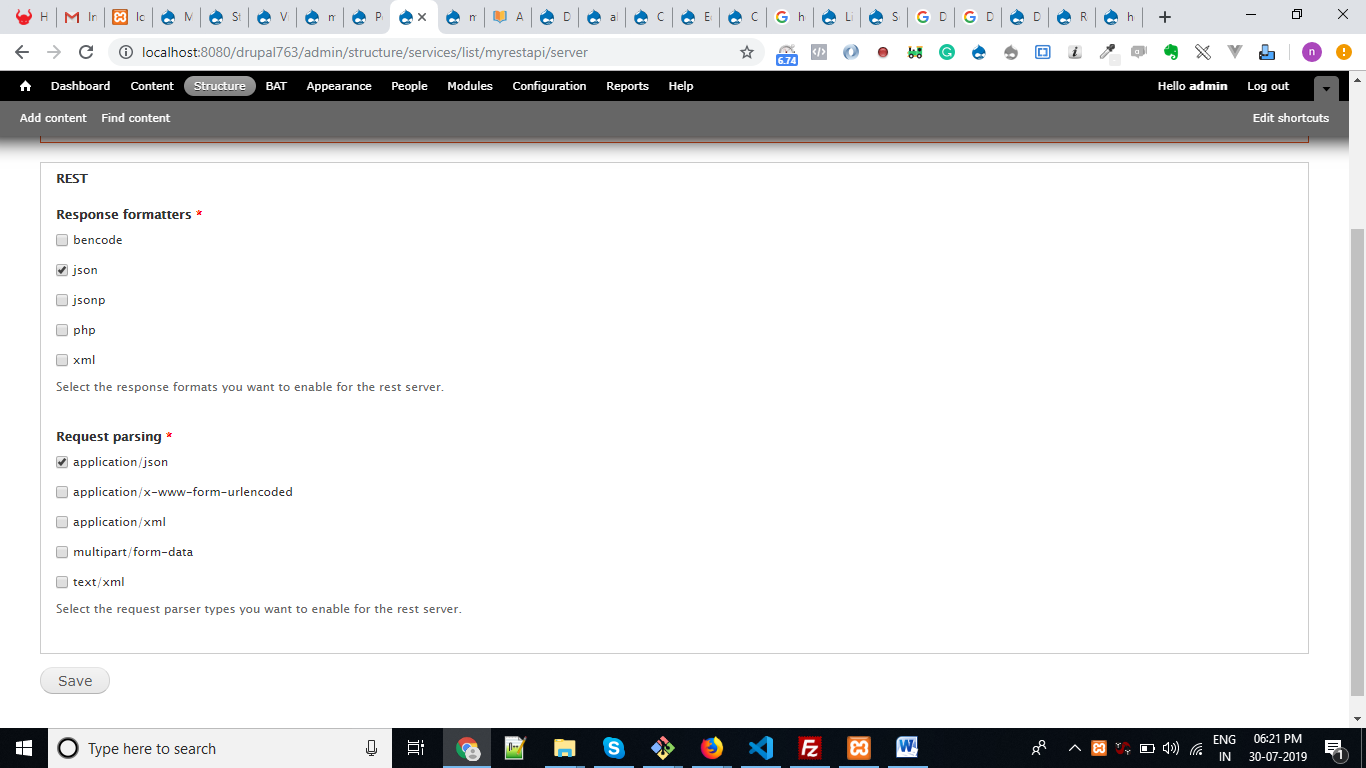 H
In
Ic
M
St
V
m
P
m
A
D
al
C
E
C
h
Li
S
D
D
D
R
h
localhost:8080/drupal763/admin/structure/services/list/myrestapi/server
6.74
n
Dashboard Content Structure BAT Appearance People Modules Configuration Reports Help Hello admin Log out
Add content Find content Edit shortcuts
REST
Response formatters *
bencode
json
jsonp
php
xml
Select the response formats you want to enable for the rest server.
Request parsing *
application/json
application/x-www-form-urlencoded
application/xml
multipart/form-data
text/xml
Select the request parser types you want to enable for the rest server.
Save
Type here to search
ENG
IN
06:21 PM
30-07-2019
1